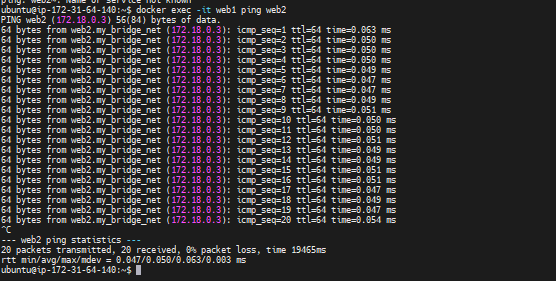 ping: web2~: Name or service not known
ubuntu@ip-172-31-64-140:~$ docker exec -it web1 ping web2
PING web2 (172.18.0.3) 56(84) bytes of data.
64 bytes from web2.my_bridge_net (172.18.0.3): icmp_seq=1 ttl=64 time=0.063 ms
64 bytes from web2.my_bridge_net (172.18.0.3): icmp_seq=2 ttl=64 time=0.050 ms
64 bytes from web2.my_bridge_net (172.18.0.3): icmp_seq=3 ttl=64 time=0.050 ms
64 bytes from web2.my_bridge_net (172.18.0.3): icmp_seq=4 ttl=64 time=0.050 ms
64 bytes from web2.my_bridge_net (172.18.0.3): icmp_seq=5 ttl=64 time=0.049 ms
64 bytes from web2.my_bridge_net (172.18.0.3): icmp_seq=6 ttl=64 time=0.047 ms
64 bytes from web2.my_bridge_net (172.18.0.3): icmp_seq=7 ttl=64 time=0.047 ms
64 bytes from web2.my_bridge_net (172.18.0.3): icmp_seq=8 ttl=64 time=0.049 ms
64 bytes from web2.my_bridge_net (172.18.0.3): icmp_seq=9 ttl=64 time=0.051 ms
64 bytes from web2.my_bridge_net (172.18.0.3): icmp_seq=10 ttl=64 time=0.050 ms
64 bytes from web2.my_bridge_net (172.18.0.3): icmp_seq=11 ttl=64 time=0.050 ms
64 bytes from web2.my_bridge_net (172.18.0.3): icmp_seq=12 ttl=64 time=0.051 ms
64 bytes from web2.my_bridge_net (172.18.0.3): icmp_seq=13 ttl=64 time=0.049 ms
64 bytes from web2.my_bridge_net (172.18.0.3): icmp_seq=14 ttl=64 time=0.049 ms
64 bytes from web2.my_bridge_net (172.18.0.3): icmp_seq=15 ttl=64 time=0.051 ms
64 bytes from web2.my_bridge_net (172.18.0.3): icmp_seq=16 ttl=64 time=0.051 ms
64 bytes from web2.my_bridge_net (172.18.0.3): icmp_seq=17 ttl=64 time=0.047 ms
64 bytes from web2.my_bridge_net (172.18.0.3): icmp_seq=18 ttl=64 time=0.049 ms
64 bytes from web2.my_bridge_net (172.18.0.3): icmp_seq=19 ttl=64 time=0.047 ms
64 bytes from web2.my_bridge_net (172.18.0.3): icmp_seq=20 ttl=64 time=0.054 ms
^C
--- web2 ping statistics ---
20 packets transmitted, 20 received, 0% packet loss, time 19465ms
rtt min/avg/max/mdev = 0.047/0.050/0.063/0.003 ms
ubuntu@ip-172-31-64-140:~$